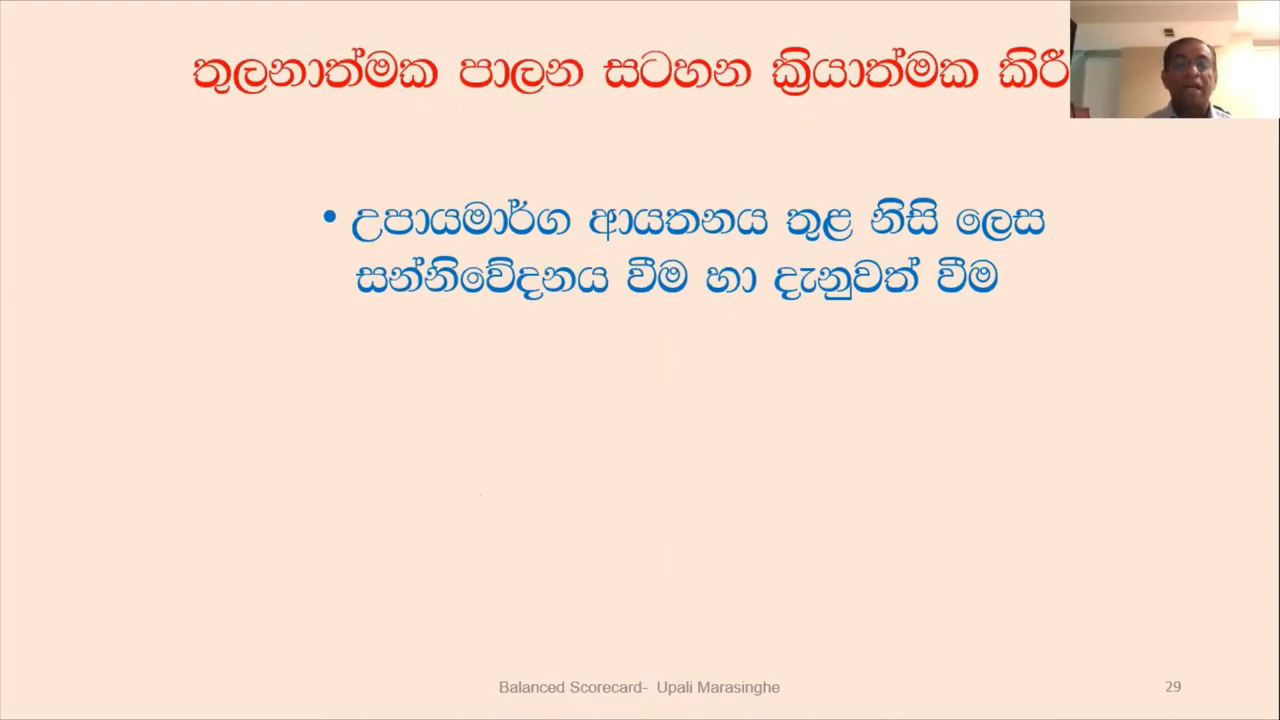 තුලනාත්මක පාලන සටහන ක්‍රියාත්මක කිරී
• උපායමාර්ග ආයතනය තුළ නිසි ලෙස
සන්නිවේදනය වීම හා දැනුවත් වීම
Balanced Scorecard- Upali Marasinghe
29